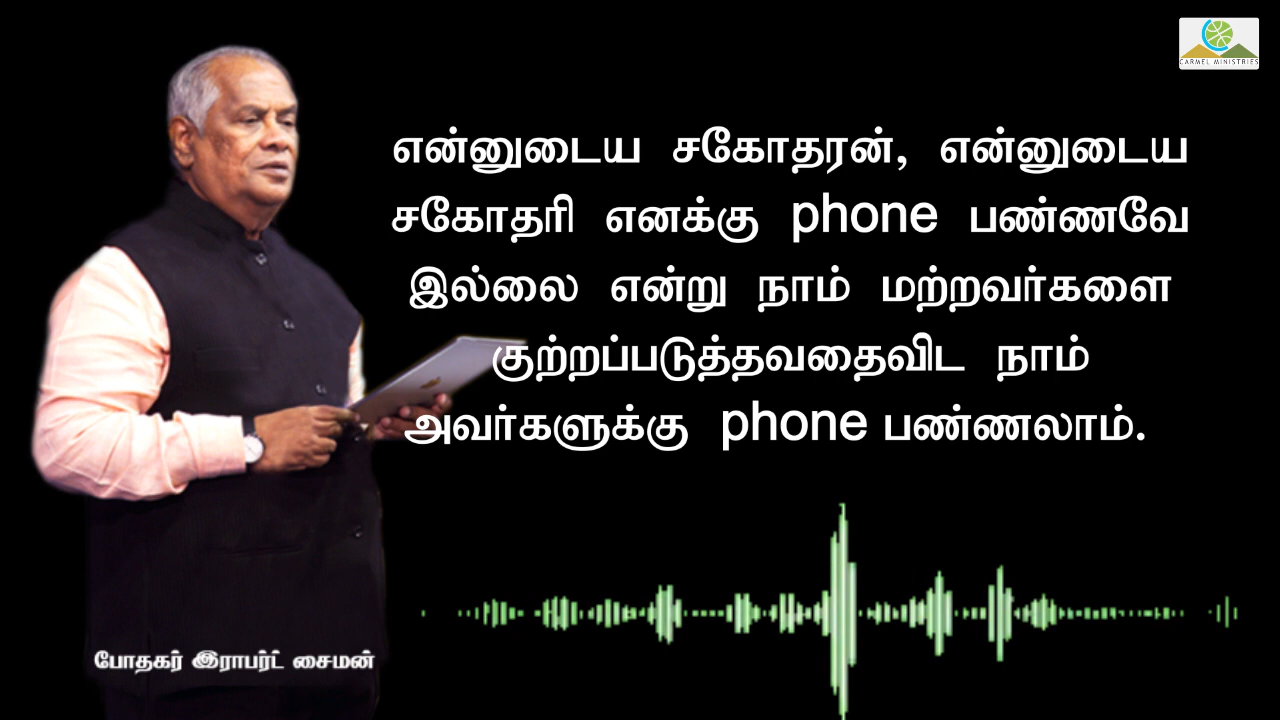 CARMEL MINISTRIES
என்னுடைய சகோதரன், என்னுடைய
சகோதரி எனக்கு phone பண்ணவே
இல்லை என்று நாம் மற்றவர்களை
குற்றப்படுத்தவதைவிட நாம்
அவர்களுக்கு phone பண்ணலாம்.
போதகர் இராபர்ட் சைமன்